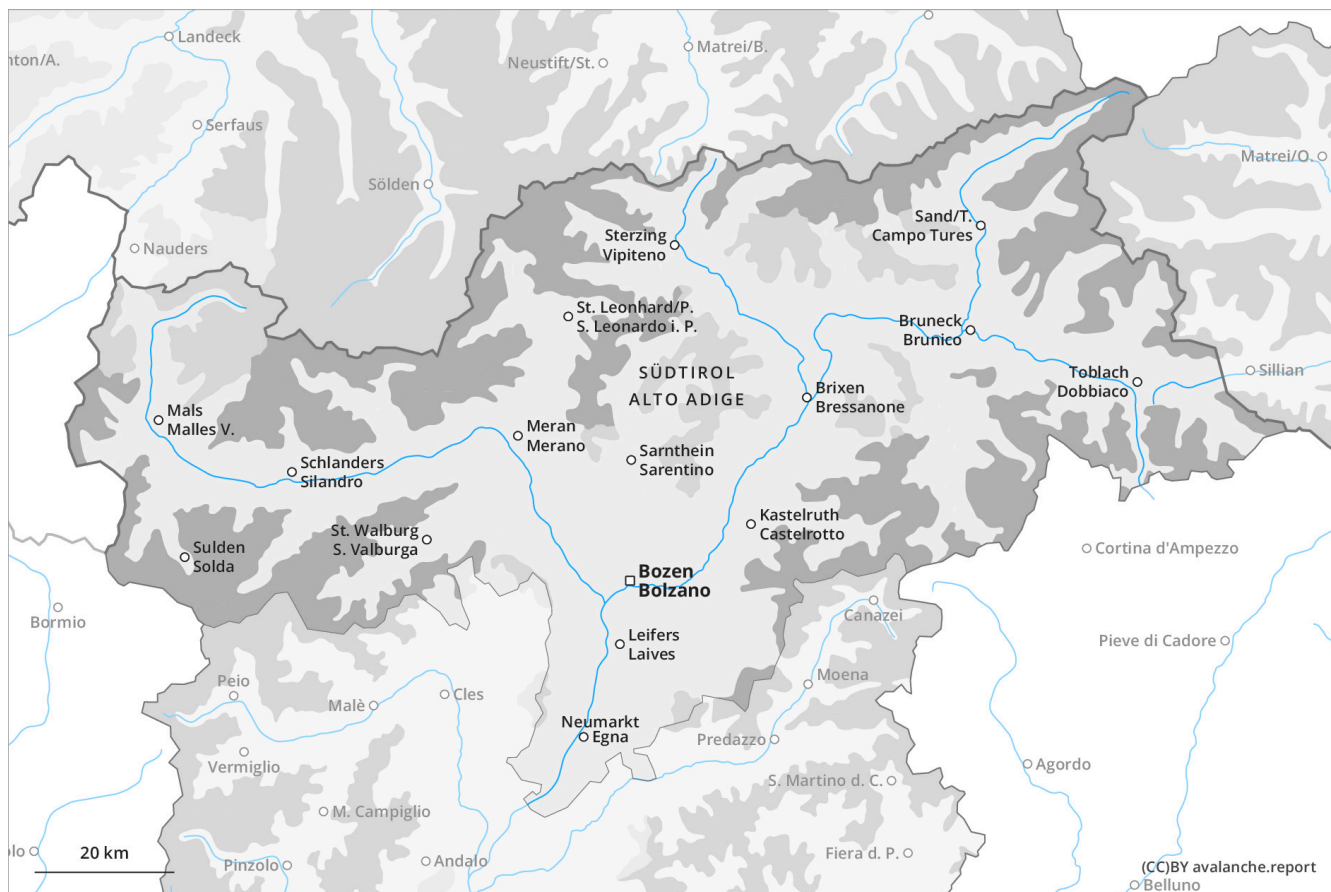 Landeck
nton/A.
Matrei/B.
Neustift/St.
Serfaus
Matrei/O.
Sölden
Sand/T.
Campo Tures
Sterzing
Vipiteno
Nauders
St. Leonhard/P.
S. Leonardo i. P.
Bruneck
Brunico
SÜDTIROL
ALTO ADIGE
Toblach
Dobbiaco
Sillian
Brixen
Bressanone
Mals
Malles V.
Meran
Merano
Sarnthein
Sarentino
Schlanders
Silandro
Kastelruth
Castelrotto
St. Walburg
S. Valburga
Sulden
Solda
Cortina d'Ampezzo
Bozen
Bolzano
Bormio
Canazei
Leifers
Laives
Pieve di Cadore
Peio
Moena
Malè
Cles
Neumarkt
Egna
Predazzo
Vermiglio
Agordo
S. Martino d. C.
M. Campiglio
olo
20 km
Pinzolo
Andalo
Fiera d. P.
(CC)BY avalanche.report
Belluno